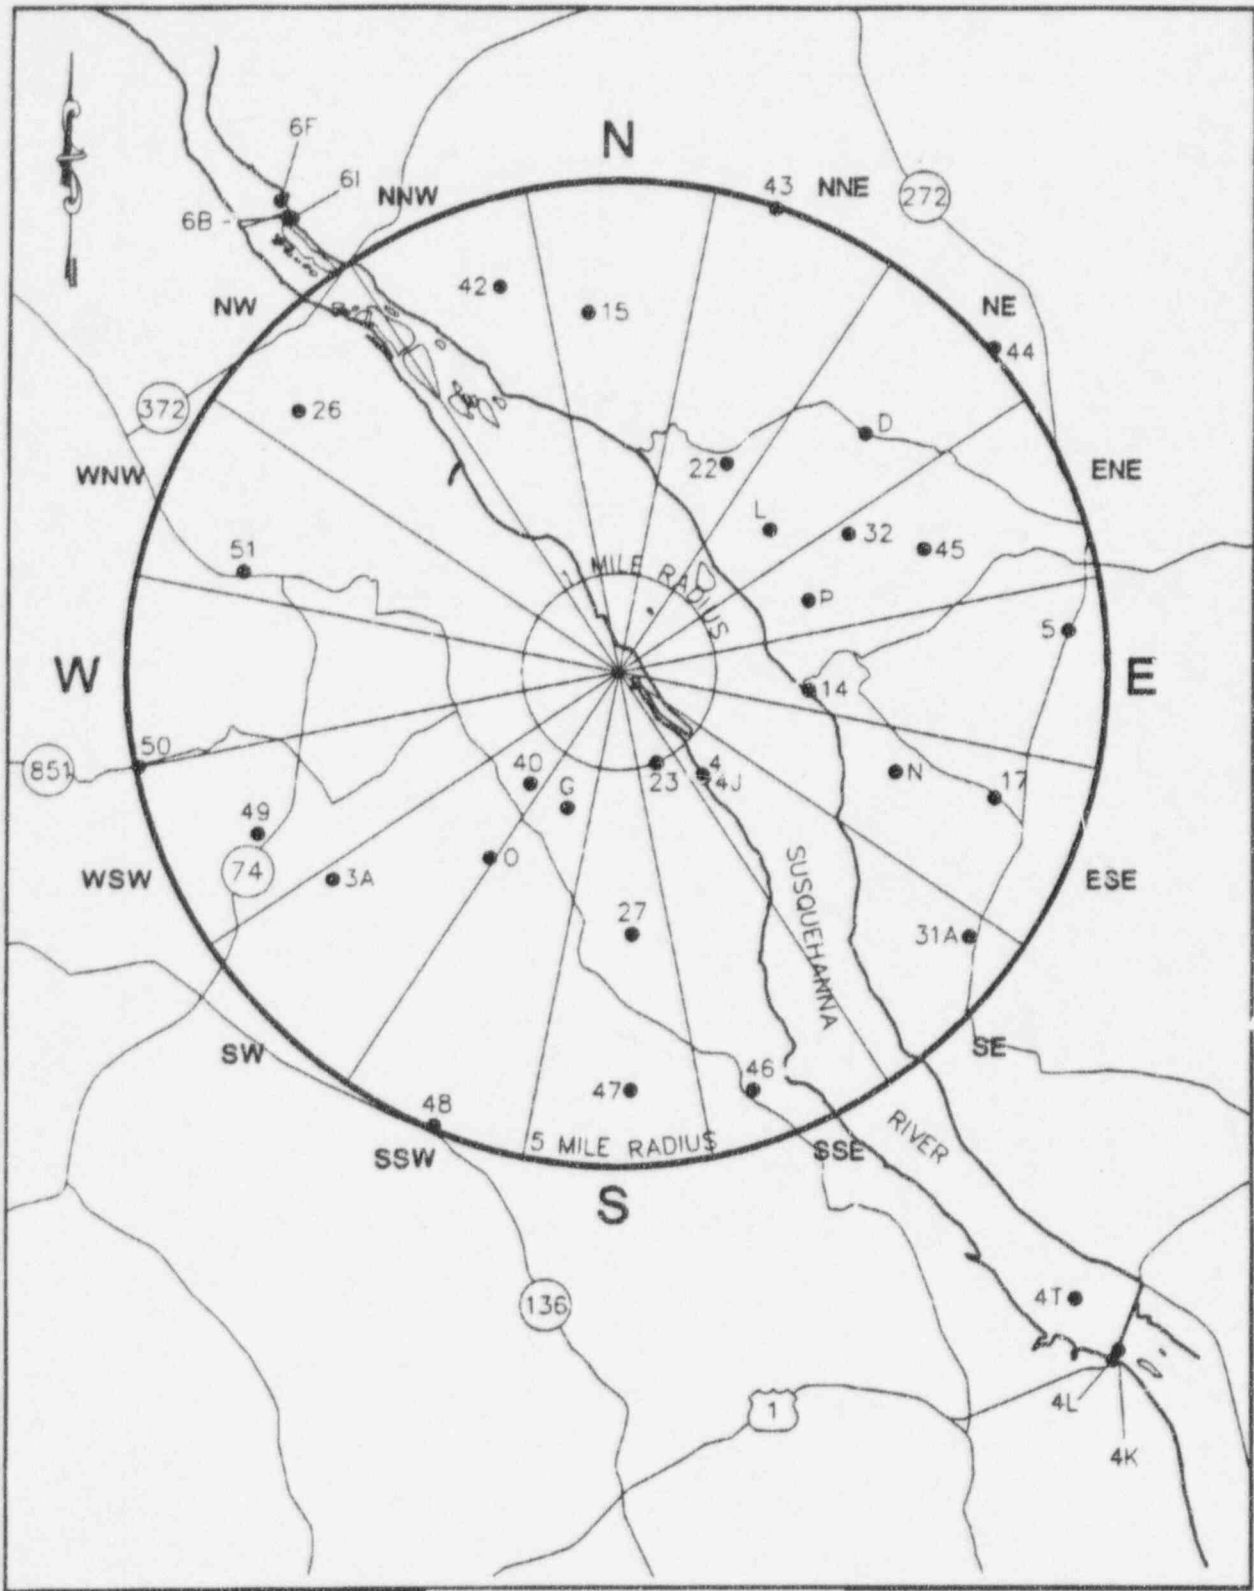 6F
N
6I
NNW
43
NNE
272
6B
42
15
NW
NE
44
372
26
D
22
WNW
ENE
L
32
45
51
1 MILE RADIUS
P
5
W
E
14
50
851
40
23
4
4J
N
17
G
49
74
3A
O
WSW
ESE
SUSQUEHANNA
27
31A
SW
SE
46
47
48
5 MILE RADIUS
SSW
SSE
RIVER
S
4T
136
1
4L
4K